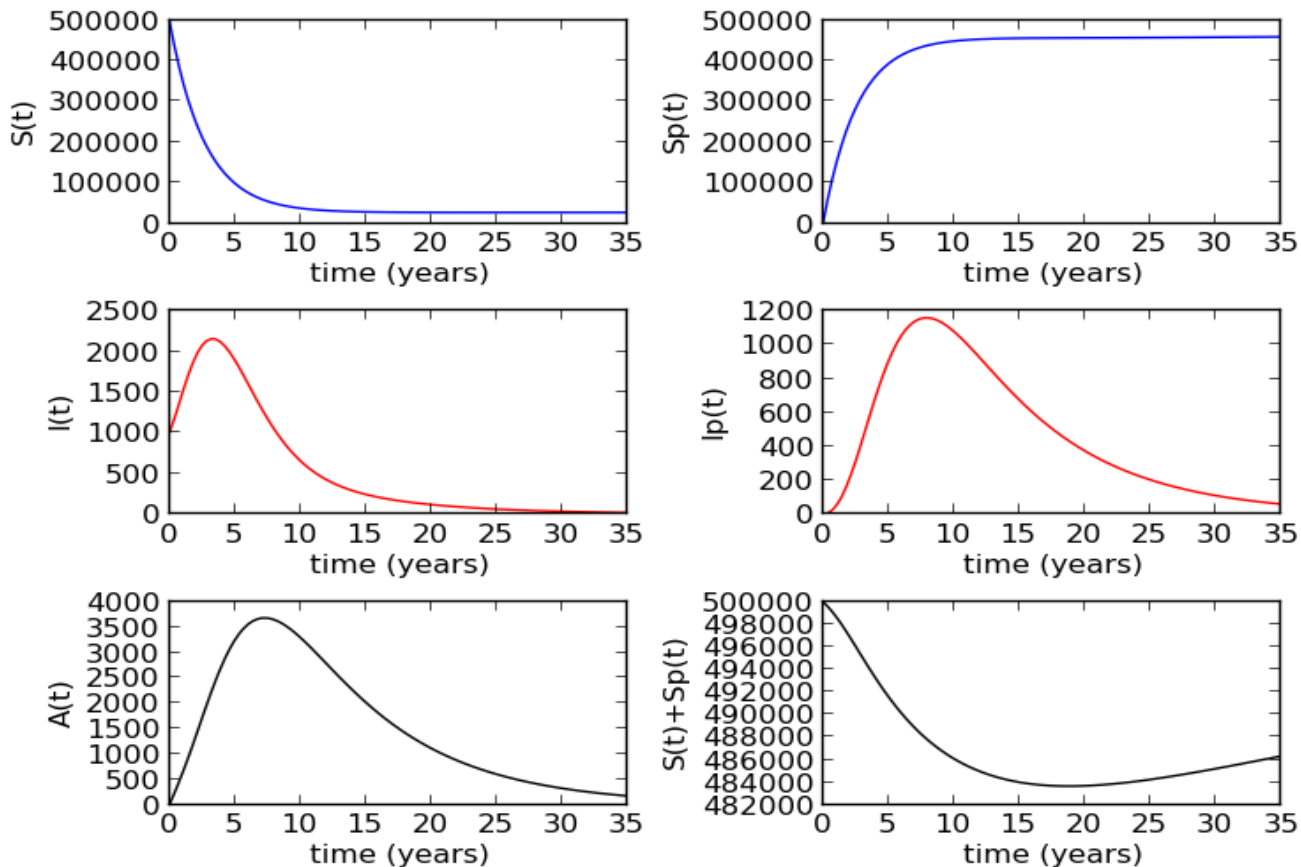 S(t)
500000
400000
300000
200000
100000
0
0 5 10 15 20 25 30 35
time (years)
Sp(t)
500000
400000
300000
200000
100000
0
0 5 10 15 20 25 30 35
time (years)
I(t)
2500
2000
1500
1000
500
0
0 5 10 15 20 25 30 35
time (years)
Ip(t)
1200
1000
800
600
400
200
0
0 5 10 15 20 25 30 35
time (years)
A(t)
4000
3500
3000
2500
2000
1500
1000
500
0
0 5 10 15 20 25 30 35
time (years)
S(t)+Sp(t)
500000
498000
496000
494000
492000
490000
488000
486000
484000
482000
0 5 10 15 20 25 30 35
time (years)